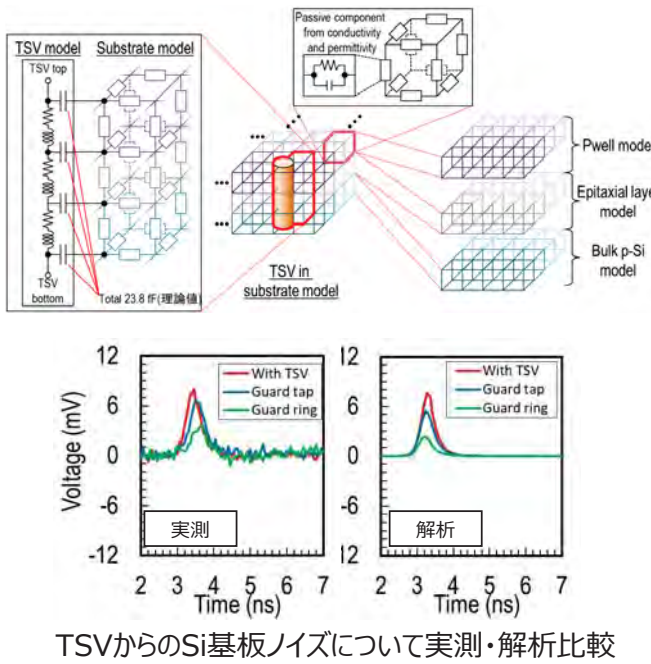 Passive component
from conductivity
and permittivity
TSV model Substrate model
TSV top
TSV
bottom
Total 23.8 fF(理論値)
TSV in
substrate model
Pwell model
Epitaxial layer
model
Bulk p-Si
model
Voltage (mV)
12
6
0
-6
-12
With TSV
Guard tap
Guard ring
実測
2 3 4 5 6 7
Time (ns)
12
6
0
-6
12
With TSV
Guard tap
Guard ring
解析
2 3 4 5 6 7
Time (ns)
TSVからのSi基板ノイズについて実測・解析比較